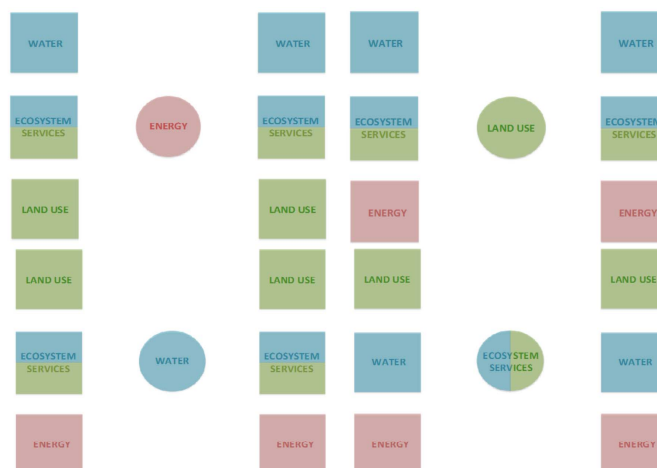 WATER
WATER
WATER
WATER
ECOSYSTEM
SERVICES
ENERGY
ECOSYSTEM
SERVICES
ECOSYSTEM
SERVICES
LAND USE
ECOSYSTEM
SERVICES
LAND USE
LAND USE
ENERGY
ENERGY
LAND USE
LAND USE
LAND USE
LAND USE
ECOSYSTEM
SERVICES
WATER
ECOSYSTEM
SERVICES
WATER
ECOSYSTEM
SERVICES
WATER
ENERGY
ENERGY
ENERGY
ENERGY